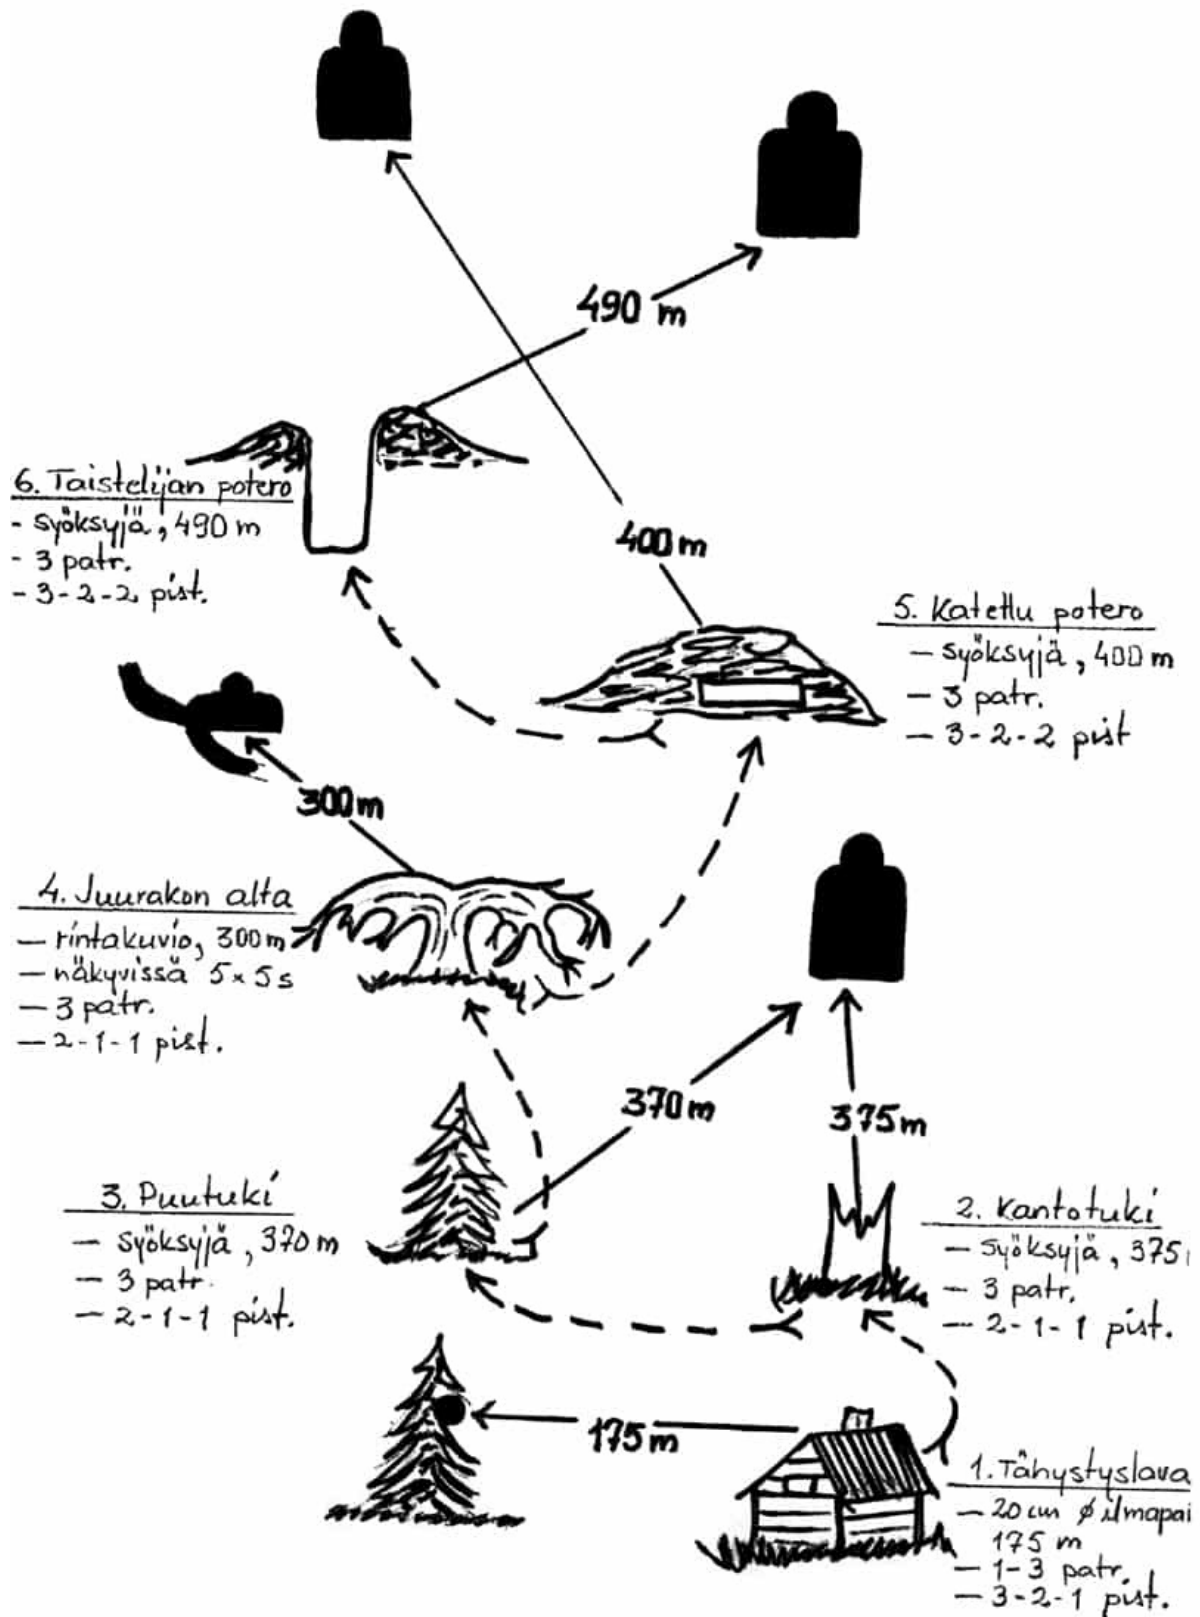 490 m
6. Taistelijan potero
- syöksyjä, 490 m
- 3 patr.
- 3-2-2 pist.
400 m
5. Katettu potero
- syöksyjä, 400 m
- 3 patr.
- 3-2-2 pist
300 m
4. Juurakon alta
- rintakuvio, 300 m
- näkyvissä 5x5s
- 3 patr.
- 2-1-1 pist.
370 m
375 m
3. Puutuki
- syöksyjä, 370 m
- 3 patr.
- 2-1-1 pist.
2. Kantotuki
- syöksyjä, 375
- 3 patr.
- 2-1-1 pist.
175 m
1. Tähystyslava
- 20 cm ∅ ilmapai
175 m
- 1-3 patr.
- 3-2-1 pist.